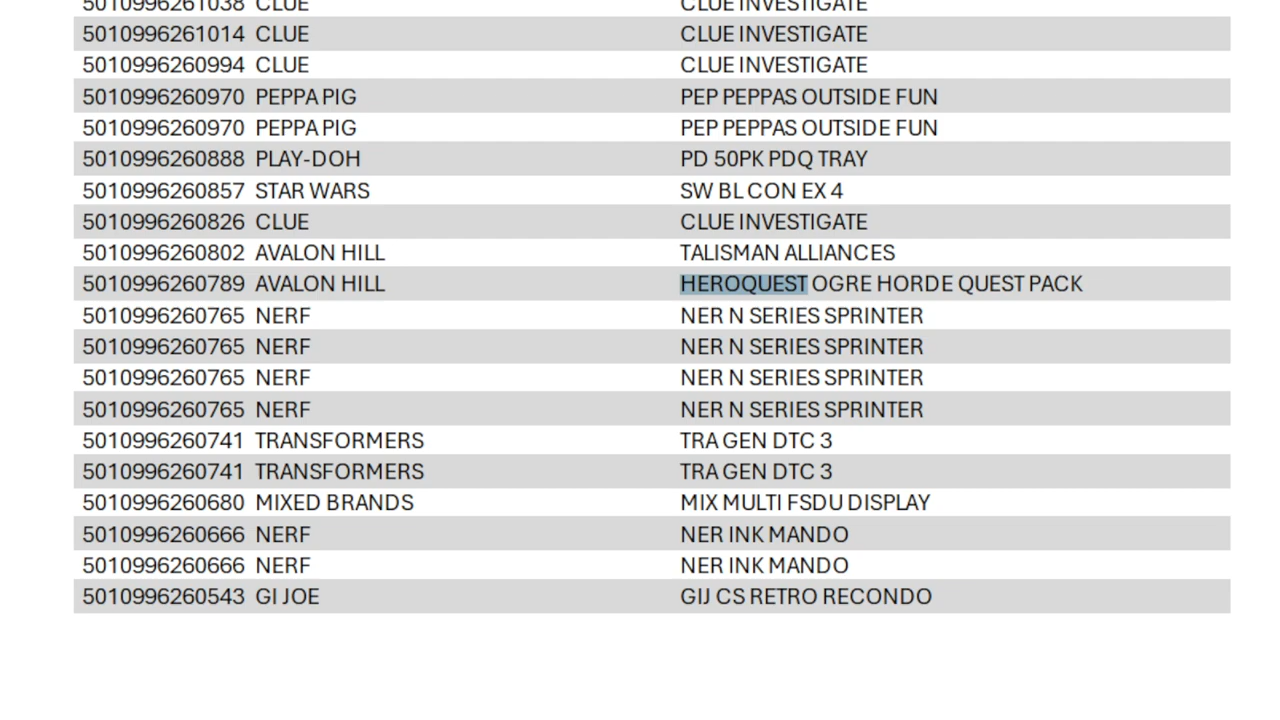 5010996261038 CLUE CLUE INVESTIGATE
5010996261014 CLUE CLUE INVESTIGATE
5010996260994 CLUE CLUE INVESTIGATE
5010996260970 PEPPA PIG PEP PEPPAS OUTSIDE FUN
5010996260970 PEPPA PIG PEP PEPPAS OUTSIDE FUN
5010996260888 PLAY-DOH PD 50PK PDQ TRAY
5010996260857 STAR WARS SW BL CON EX 4
5010996260826 CLUE CLUE INVESTIGATE
5010996260802 AVALON HILL TALISMAN ALLIANCES
5010996260789 AVALON HILL HEROQUEST OGRE HORDE QUEST PACK
5010996260765 NERF NER N SERIES SPRINTER
5010996260765 NERF NER N SERIES SPRINTER
5010996260765 NERF NER N SERIES SPRINTER
5010996260765 NERF NER N SERIES SPRINTER
5010996260741 TRANSFORMERS TRA GEN DTC 3
5010996260741 TRANSFORMERS TRA GEN DTC 3
5010996260680 MIXED BRANDS MIX MULTI FSDU DISPLAY
5010996260666 NERF NER INK MANDO
5010996260666 NERF NER INK MANDO
5010996260543 GI JOE GIJ CS RETRO RECONDO